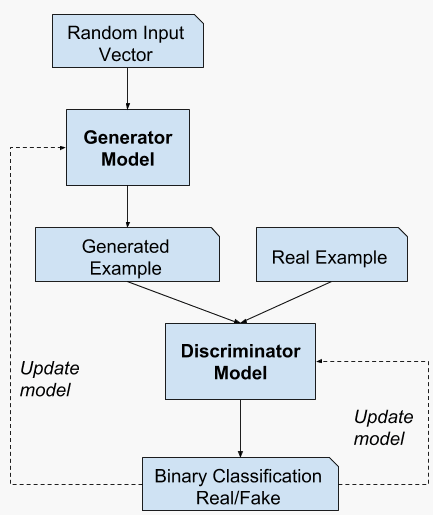 Random Input
Vector
Generator
Model
Generated
Example
Real Example
Discriminator
Model
Update
model
Update
model
Binary Classification
Real/Fake